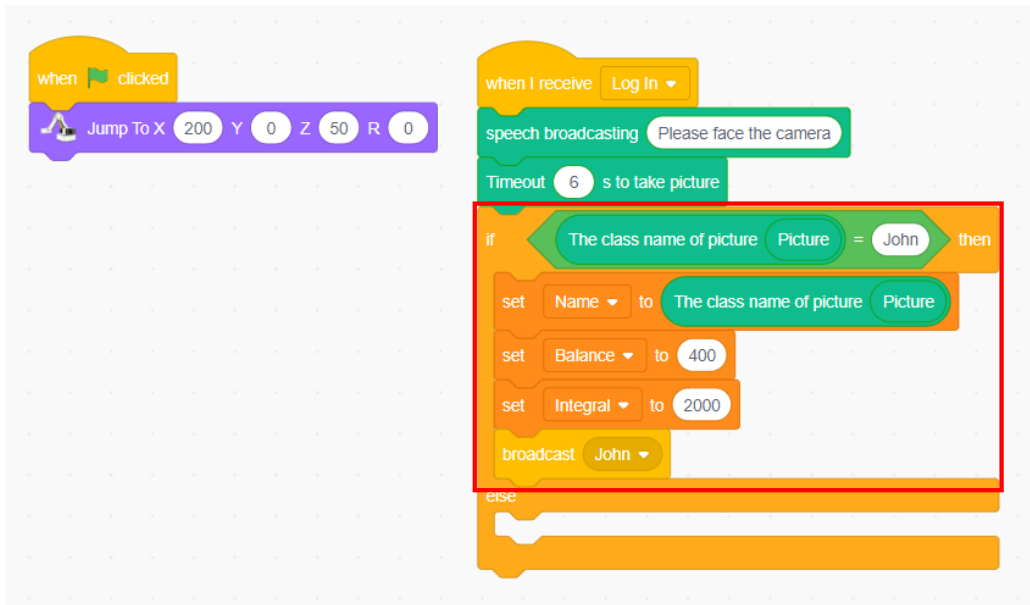 when clicked
Jump To X 200 Y 0 Z 50 R 0
when I receive Log In
speech broadcasting Please face the camera
Timeout 6 s to take picture
if The class name of picture Picture = John then
set Name to The class name of picture Picture
set Balance to 400
set Integral to 2000
broadcast John
else